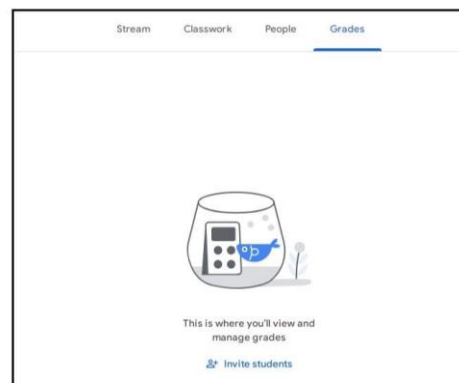 Stream Classwork People Grades
This is where you'll view and
manage grades
Invite students